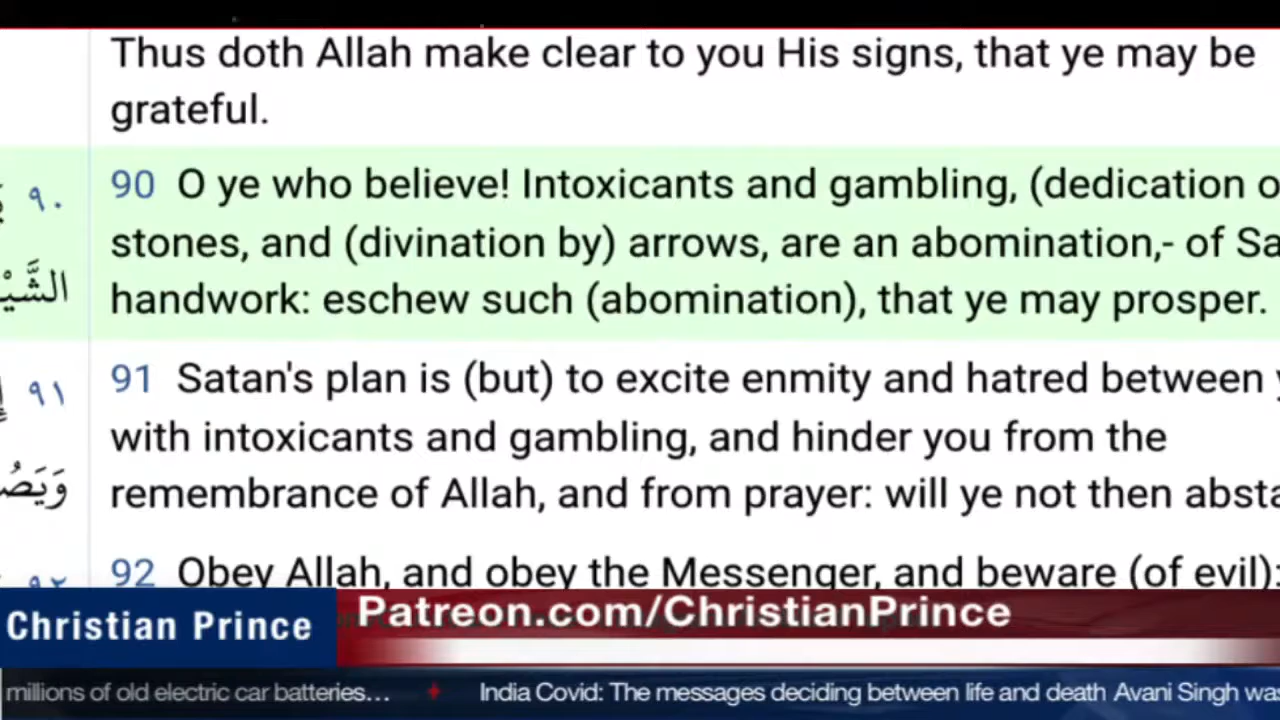 Thus doth Allah make clear to you His signs, that ye may be
grateful.
٩٠
90 O ye who believe! Intoxicants and gambling, (dedication
stones, and (divination by) arrows, are an abomination,- of
handwork: eschew such (abomination), that ye may prosper.
٩١
91 Satan's plan is (but) to excite enmity and hatred between
with intoxicants and gambling, and hinder you from the
remembrance of Allah, and from prayer: will ye not then
٩٢
92 Obey Allah, and obey the Messenger, and beware (of evil):
Christian Prince
Patreon.com/ChristianPrince
millions of old electric car batteries...
India Covid: The messages deciding between life and death Avani Singh was